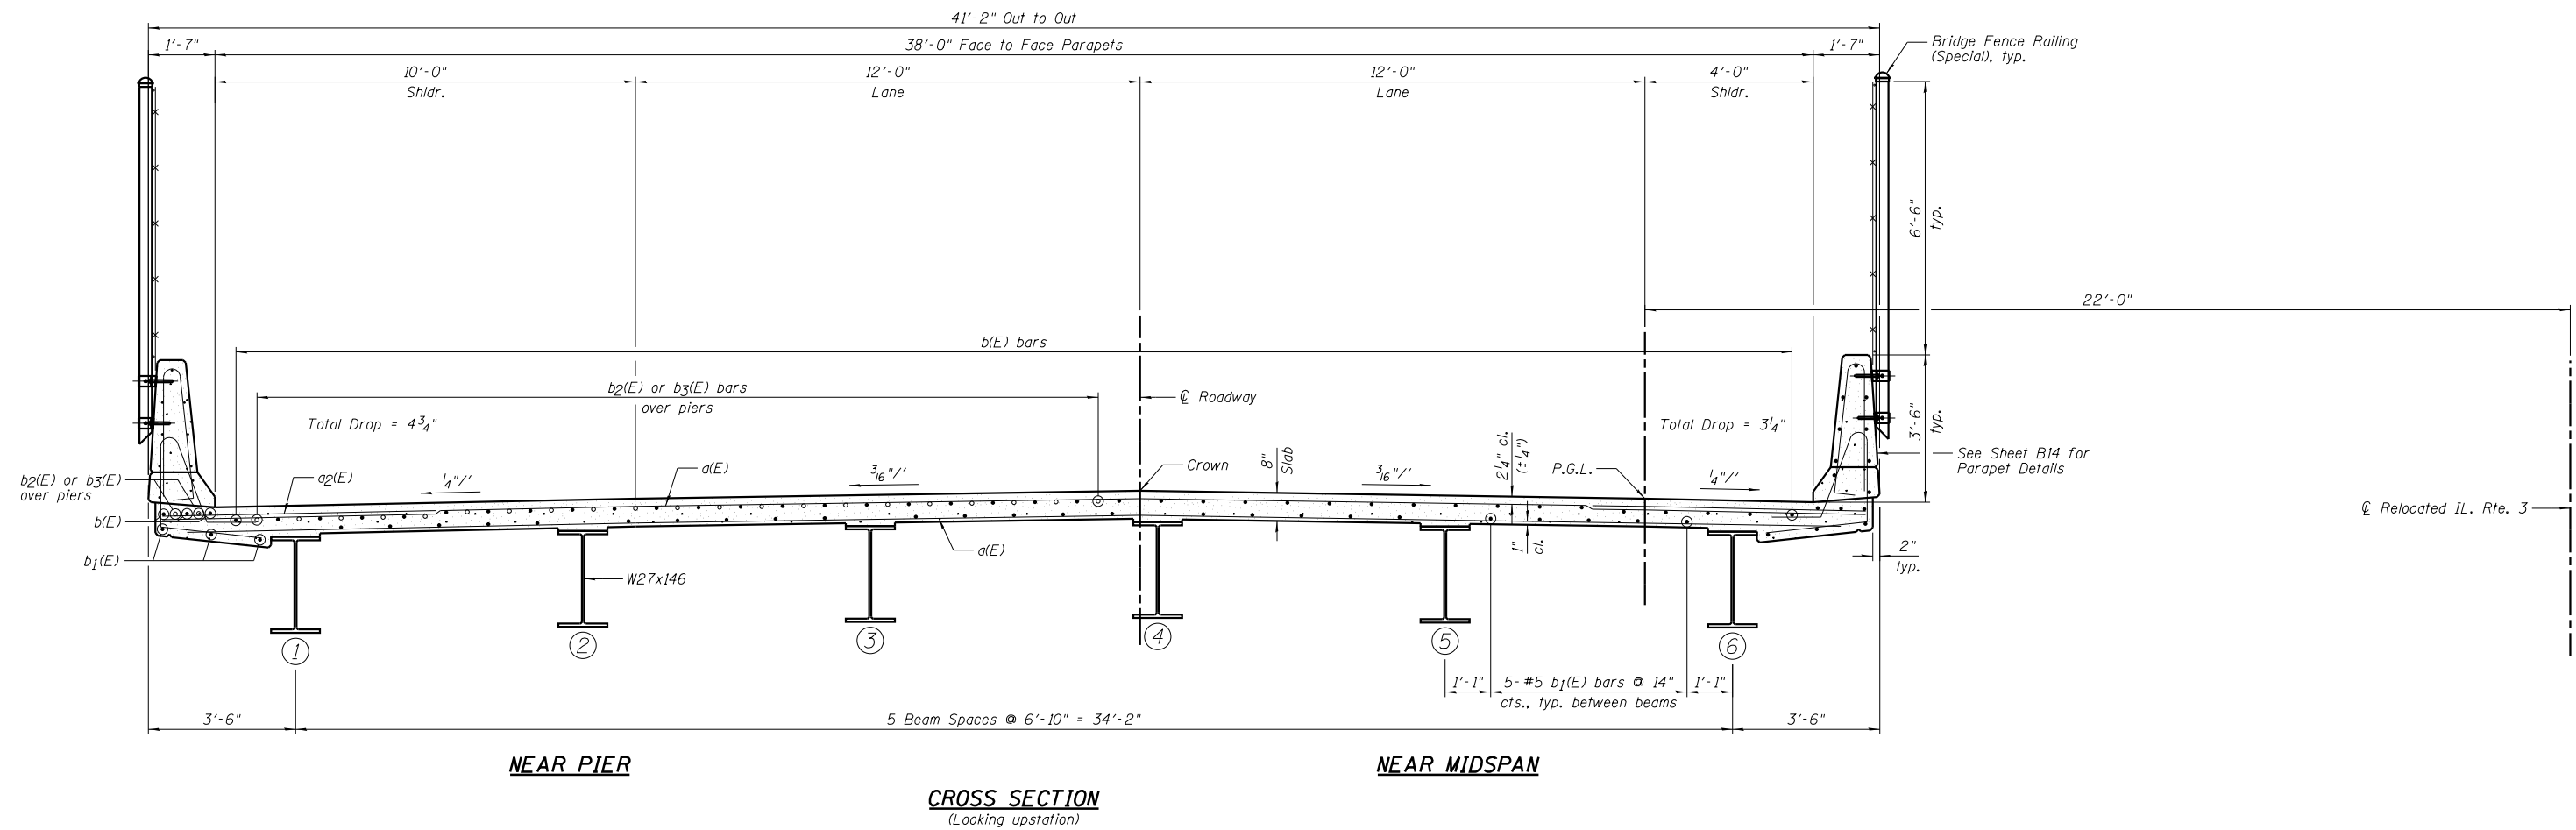 41'-2" Out to Out
1'-7"
38'-0" Face to Face Parapets
1'-7"
Bridge Fence Railing
(Special), typ.
10'-0"
Shldr.
12'-0"
Lane
12'-0"
Lane
4'-0"
Shldr.
6'-6"
typ.
22'-0"
b(E) bars
b2(E) or b3(E) bars
over piers
℄ Roadway
Total Drop = 4 3/4"
Total Drop = 3 1/4"
3'-6"
typ.
b2(E) or b3(E)
over piers
a2(E)
1/4"/'
a(E)
3/16"/'
Crown
8"
Slab
3/16"/'
2 1/4" cl.
(± 1/4")
P.G.L.
1/4"/'
See Sheet B14 for
Parapet Details
b(E)
℄ Relocated IL. Rte. 3
b1(E)
a(E)
1"
cl.
2"
typ.
W27x146
1
2
3
4
5
6
1'-1"
5- #5 b1(E) bars @ 14"
cts., typ. between beams
1'-1"
3'-6"
5 Beam Spaces @ 6'-10" = 34'-2"
3'-6"
NEAR PIER
NEAR MIDSPAN
CROSS SECTION
(Looking upstation)